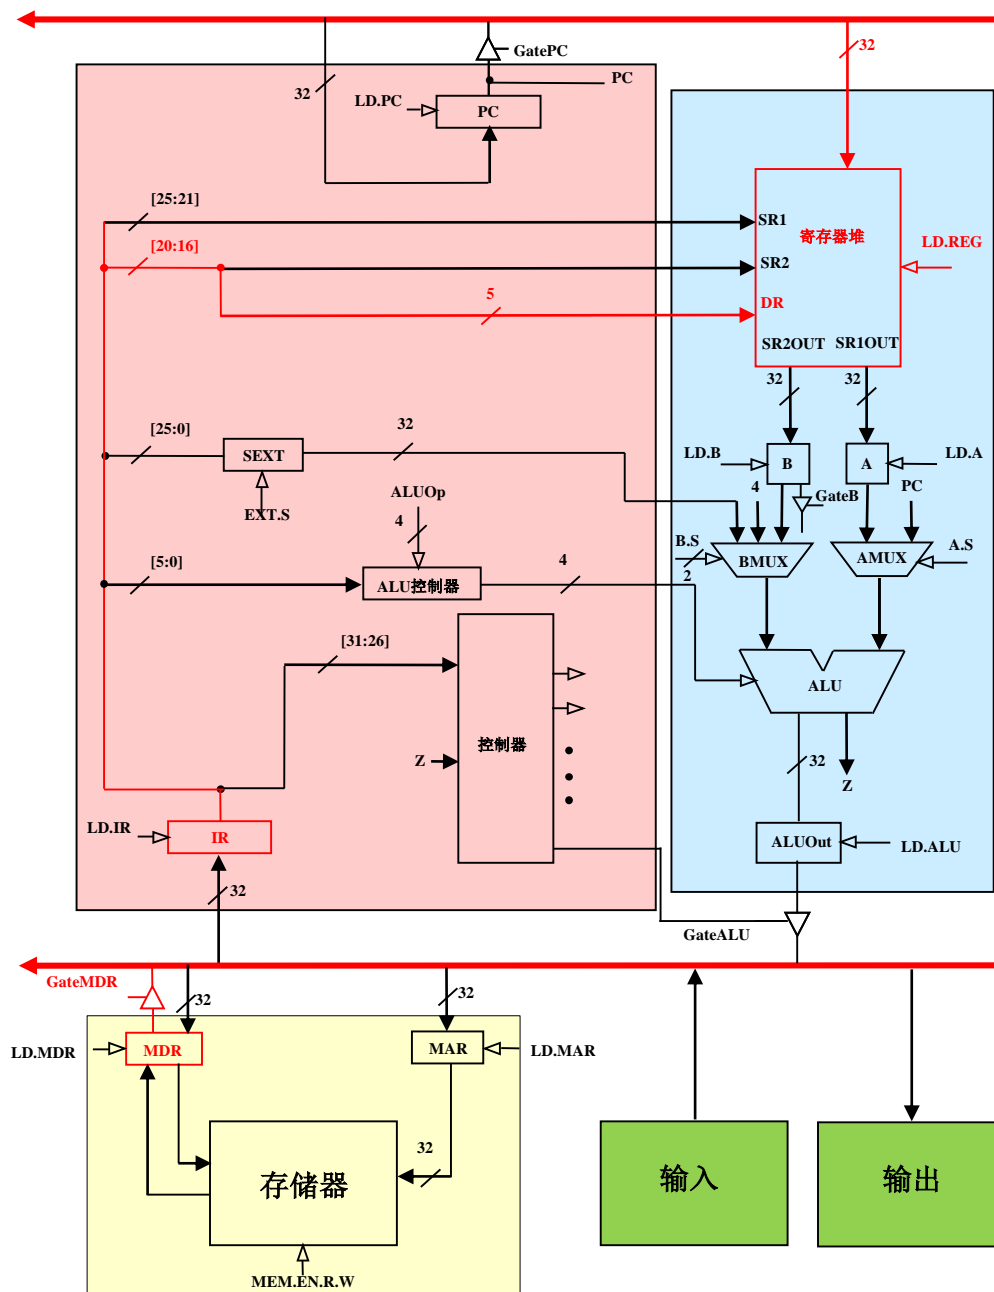 32
GatePC
32
PC
LD.PC
PC
[25:21]
SR1
寄存器堆
[20:16]
LD.REG
SR2
5
DR
SR2OUT
SR1OUT
32
32
[25:0]
32
SEXT
LD.B
B
A
LD.A
EXT.S
ALUOp
4
4
GateB
PC
B.S
2
BMUX
AMUX
A.S
[5:0]
ALU控制器
4
[31:26]
ALU
控制器
Z
32
Z
LD.IR
IR
ALUOut
LD.ALU
32
GateALU
GateMDR
32
32
LD.MDR
MDR
MAR
LD.MAR
32
存储器
输入
输出
MEM.EN.R.W